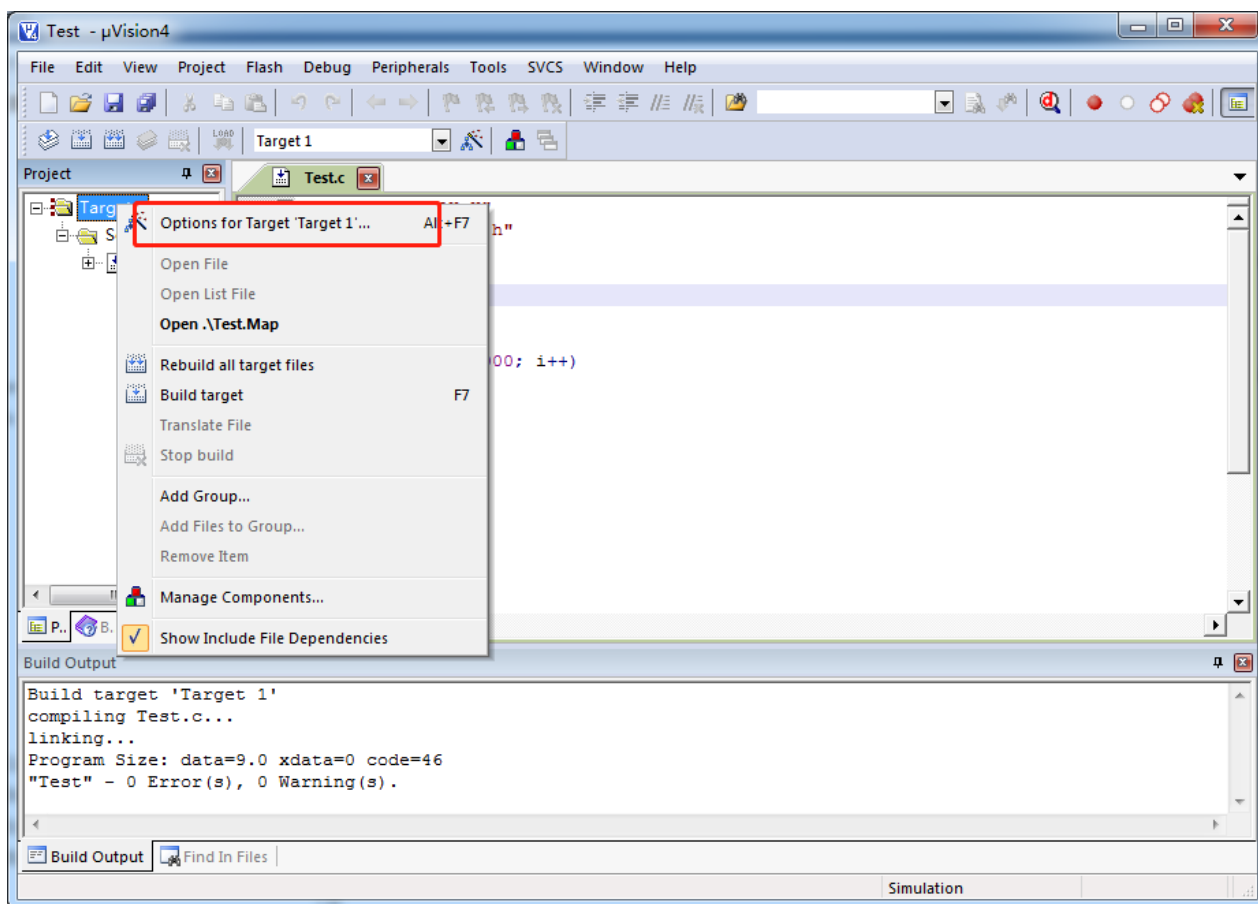 Test - µVision4
File Edit View Project Flash Debug Peripherals Tools SVCS Window Help
LOAD Target 1
Project
Test.c
Options for Target 'Target 1'... Alt+F7
h"
Open File
Open List File
Open .\Test.Map
Rebuild all target files
00; i++)
Build target F7
Translate File
Stop build
Add Group...
Add Files to Group...
Remove Item
Manage Components...
P.. B.
Show Include File Dependencies
Build Output
Build target 'Target 1'
compiling Test.c...
linking...
Program Size: data=9.0 xdata=0 code=46
"Test" - 0 Error(s), 0 Warning(s).
Build Output Find In Files
Simulation